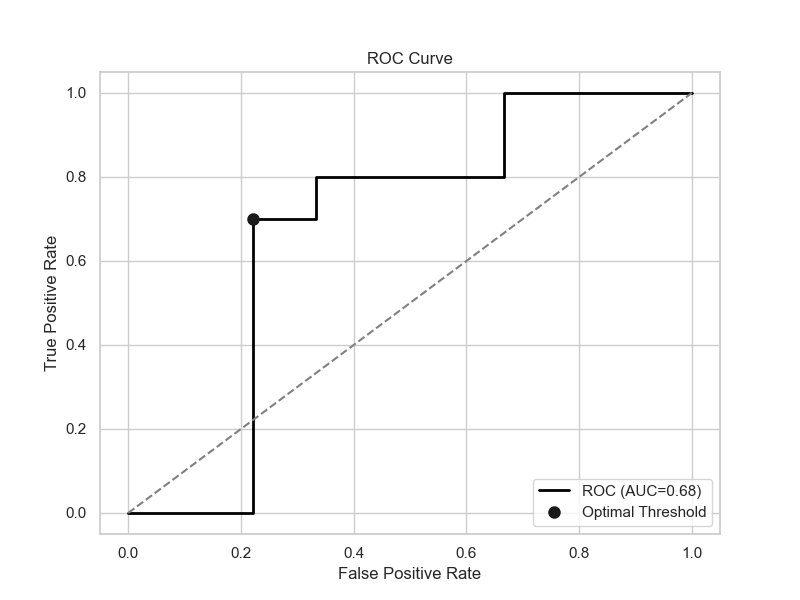 ROC Curve
1.0
0.8
0.6
0.4
0.2
0.0
True Positive Rate
0.0 0.2 0.4 0.6 0.8 1.0
False Positive Rate
ROC (AUC=0.68)
Optimal Threshold